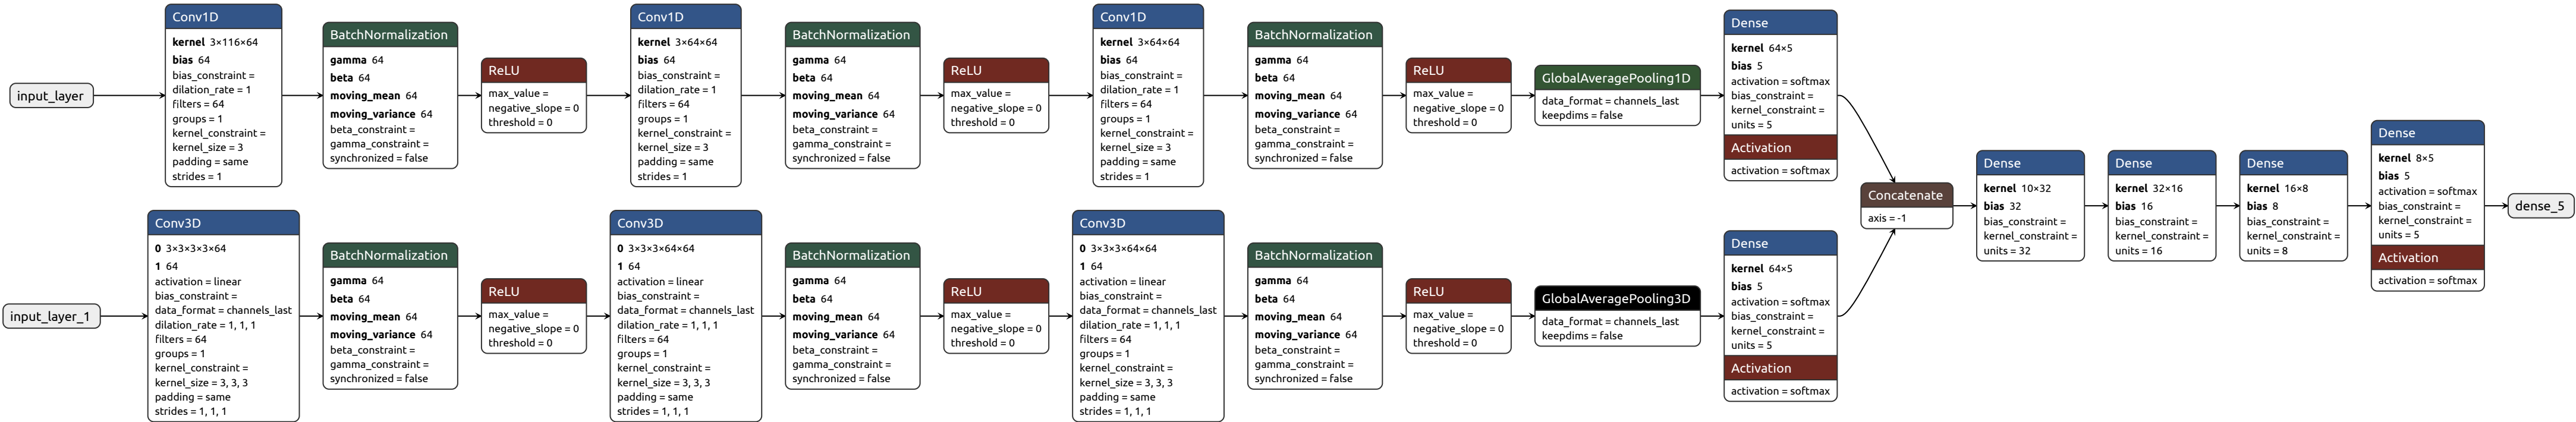 input_layer
Conv1D
kernel 3×116×64
bias 64
bias_constraint =
dilation_rate = 1
filters = 64
groups = 1
kernel_constraint =
kernel_size = 3
padding = same
strides = 1
BatchNormalization
gamma 64
beta 64
moving_mean 64
moving_variance 64
beta_constraint =
gamma_constraint =
synchronized = false
ReLU
max_value =
negative_slope = 0
threshold = 0
Conv1D
kernel 3×64×64
bias 64
bias_constraint =
dilation_rate = 1
filters = 64
groups = 1
kernel_constraint =
kernel_size = 3
padding = same
strides = 1
BatchNormalization
gamma 64
beta 64
moving_mean 64
moving_variance 64
beta_constraint =
gamma_constraint =
synchronized = false
ReLU
max_value =
negative_slope = 0
threshold = 0
Conv1D
kernel 3×64×64
bias 64
bias_constraint =
dilation_rate = 1
filters = 64
groups = 1
kernel_constraint =
kernel_size = 3
padding = same
strides = 1
BatchNormalization
gamma 64
beta 64
moving_mean 64
moving_variance 64
beta_constraint =
gamma_constraint =
synchronized = false
ReLU
max_value =
negative_slope = 0
threshold = 0
GlobalAveragePooling1D
data_format = channels_last
keepdims = false
Dense
kernel 64×5
bias 5
activation = softmax
bias_constraint =
kernel_constraint =
units = 5
Activation
activation = softmax
input_layer_1
Conv3D
0 3×3×3×3×64
1 64
activation = linear
bias_constraint =
data_format = channels_last
dilation_rate = 1, 1, 1
filters = 64
groups = 1
kernel_constraint =
kernel_size = 3, 3, 3
padding = same
strides = 1, 1, 1
BatchNormalization
gamma 64
beta 64
moving_mean 64
moving_variance 64
beta_constraint =
gamma_constraint =
synchronized = false
ReLU
max_value =
negative_slope = 0
threshold = 0
Conv3D
0 3×3×3×64×64
1 64
activation = linear
bias_constraint =
data_format = channels_last
dilation_rate = 1, 1, 1
filters = 64
groups = 1
kernel_constraint =
kernel_size = 3, 3, 3
padding = same
strides = 1, 1, 1
BatchNormalization
gamma 64
beta 64
moving_mean 64
moving_variance 64
beta_constraint =
gamma_constraint =
synchronized = false
ReLU
max_value =
negative_slope = 0
threshold = 0
Conv3D
0 3×3×3×64×64
1 64
activation = linear
bias_constraint =
data_format = channels_last
dilation_rate = 1, 1, 1
filters = 64
groups = 1
kernel_constraint =
kernel_size = 3, 3, 3
padding = same
strides = 1, 1, 1
BatchNormalization
gamma 64
beta 64
moving_mean 64
moving_variance 64
beta_constraint =
gamma_constraint =
synchronized = false
ReLU
max_value =
negative_slope = 0
threshold = 0
GlobalAveragePooling3D
data_format = channels_last
keepdims = false
Dense
kernel 64×5
bias 5
activation = softmax
bias_constraint =
kernel_constraint =
units = 5
Activation
activation = softmax
Concatenate
axis = -1
Dense
kernel 10×32
bias 32
bias_constraint =
kernel_constraint =
units = 32
Dense
kernel 32×16
bias 16
bias_constraint =
kernel_constraint =
units = 16
Dense
kernel 16×8
bias 8
bias_constraint =
kernel_constraint =
units = 8
Dense
kernel 8×5
bias 5
activation = softmax
bias_constraint =
kernel_constraint =
units = 5
Activation
activation = softmax
dense_5